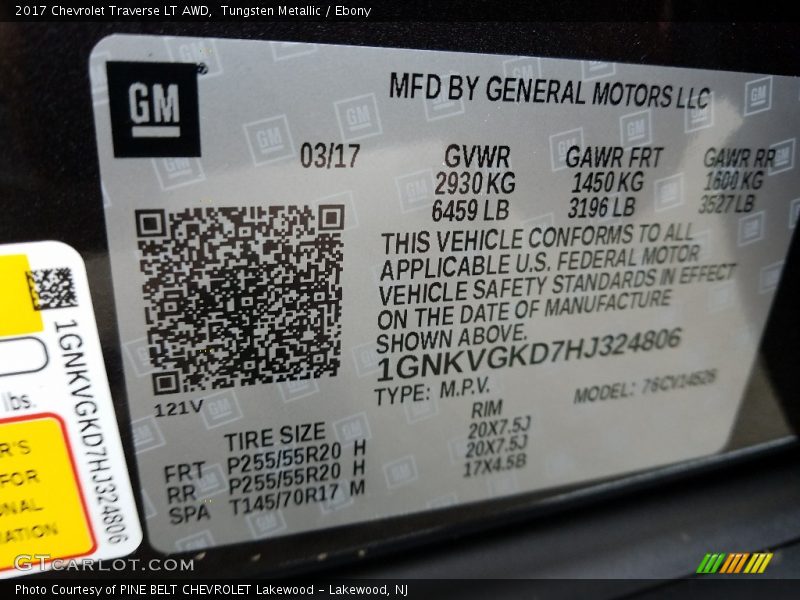 2017 Chevrolet Traverse LT AWD, Tungsten Metallic / Ebony
GM
MFD BY GENERAL MOTORS LLC
03/17
GVWR GAWR FRT GAWR RR
2930 KG 1450 KG 1600 KG
6459 LB 3196 LB 3527 LB
THIS VEHICLE CONFORMS TO ALL
APPLICABLE U.S. FEDERAL MOTOR
VEHICLE SAFETY STANDARDS IN EFFECT
ON THE DATE OF MANUFACTURE
SHOWN ABOVE.
1GNKVGKD7HJ324806
TYPE: M.P.V. MODEL: 76CV14526
121V
TIRE SIZE RIM
FRT P255/55R20 H 20X7.5J
RR P255/55R20 H 20X7.5J
SPA T145/70R17 M 17X4.5B
1GNKVGKD7HJ324806
lbs.
R'S
FOR
ONAL
MATION
GTCARLOT.COM
Photo Courtesy of PINE BELT CHEVROLET Lakewood - Lakewood, NJ